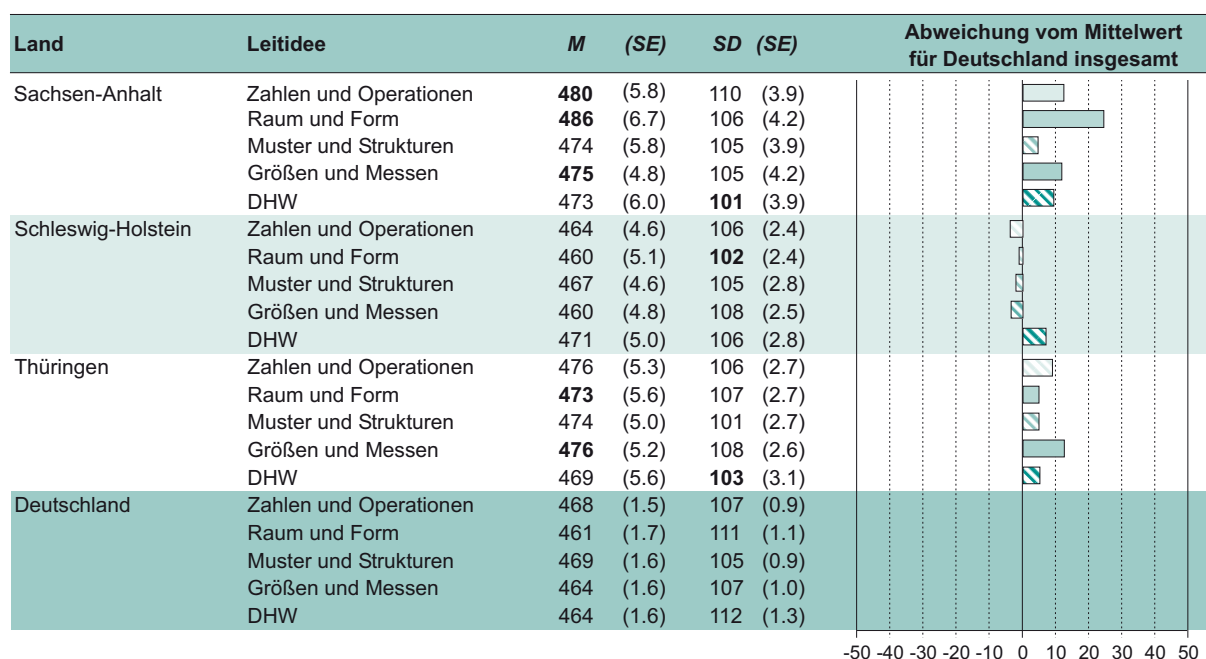 Land Leitidee M (SE) SD (SE) Abweichung vom Mittelwert
für Deutschland insgesamt
Sachsen-Anhalt Zahlen und Operationen 480 (5.8) 110 (3.9)
Raum und Form 486 (6.7) 106 (4.2)
Muster und Strukturen 474 (5.8) 105 (3.9)
Größen und Messen 475 (4.8) 105 (4.2)
DHW 473 (6.0) 101 (3.9)
Schleswig-Holstein Zahlen und Operationen 464 (4.6) 106 (2.4)
Raum und Form 460 (5.1) 102 (2.4)
Muster und Strukturen 467 (4.6) 105 (2.8)
Größen und Messen 460 (4.8) 108 (2.5)
DHW 471 (5.0) 106 (2.8)
Thüringen Zahlen und Operationen 476 (5.3) 106 (2.7)
Raum und Form 473 (5.6) 107 (2.7)
Muster und Strukturen 474 (5.0) 101 (2.7)
Größen und Messen 476 (5.2) 108 (2.6)
DHW 469 (5.6) 103 (3.1)
Deutschland Zahlen und Operationen 468 (1.5) 107 (0.9)
Raum und Form 461 (1.7) 111 (1.1)
Muster und Strukturen 469 (1.6) 105 (0.9)
Größen und Messen 464 (1.6) 107 (1.0)
DHW 464 (1.6) 112 (1.3)
-50 -40 -30 -20 -10 0 10 20 30 40 50